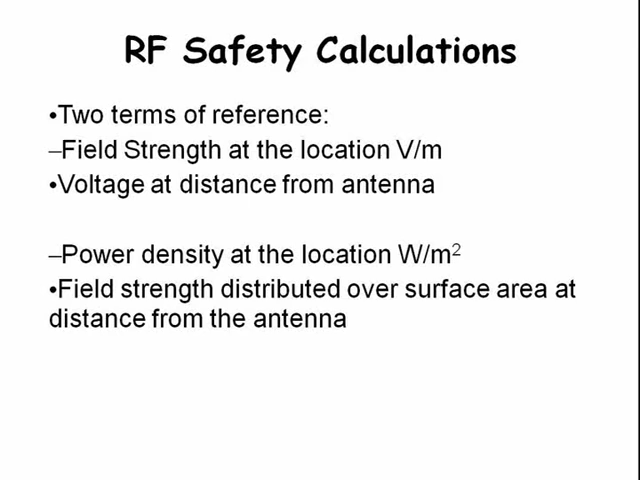 RF Safety Calculations
•Two terms of reference:
–Field Strength at the location V/m
•Voltage at distance from antenna
–Power density at the location W/m²
•Field strength distributed over surface area at
distance from the antenna